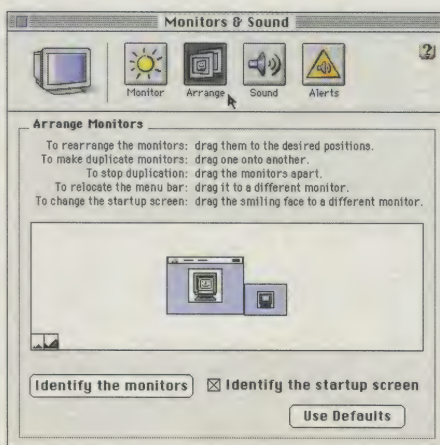 Monitors & Sound
Monitor
Arrange
Sound
Alerts
?
Arrange Monitors
To rearrange the monitors: drag them to the desired positions.
To make duplicate monitors: drag one onto another.
To stop duplication: drag the monitors apart.
To relocate the menu bar: drag it to a different monitor.
To change the startup screen: drag the smiling face to a different monitor.
Identify the monitors
Identify the startup screen
Use Defaults